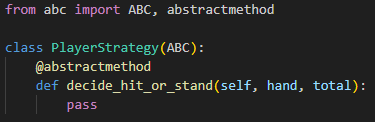 from abc import ABC, abstractmethod
class PlayerStrategy(ABC):
    @abstractmethod
    def decide_hit_or_stand(self, hand, total):
        pass